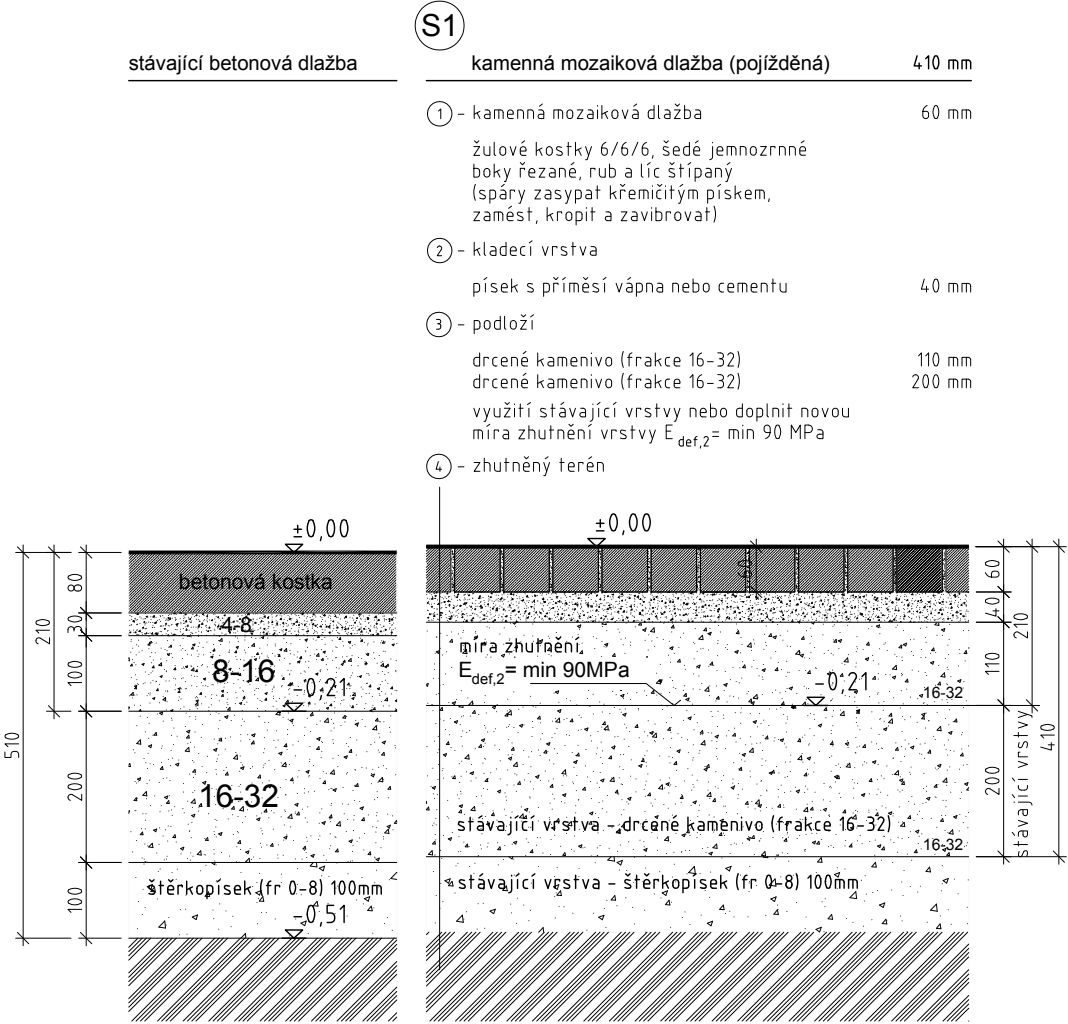 S1
stávající betonová dlažba
kamenná mozaiková dlažba (pojížděná) 410 mm
1 - kamenná mozaiková dlažba 60 mm
žulové kostky 6/6/6, šedé jemnozrnné
boky řezané, rub a líc štípaný
(spáry zasypat křemičitým pískem,
zamést, kropit a zavibrovat)
2 - kladecí vrstva
písek s příměsí vápna nebo cementu 40 mm
3 - podloží
drcené kamenivo (frakce 16-32) 110 mm
drcené kamenivo (frakce 16-32) 200 mm
využití stávající vrstvy nebo doplnit novou
míra zhutnění vrstvy E def,2 = min 90 MPa
4 - zhutněný terén
±0,00
betonová kostka
4-8
8-16
-0,21
16-32
štěrkopísek (fr 0-8) 100mm
-0,51
80
30
100
210
200
100
510
±0,00
60
míra zhutnění
Edef,2= min 90MPa
-0,21
16-32
stávající vrstva - drcené kamenivo (frakce 16-32)
16-32
stávající vrstva - štěrkopísek (fr 0-8) 100mm
60
40
110
210
200
stávající vrstvy
410